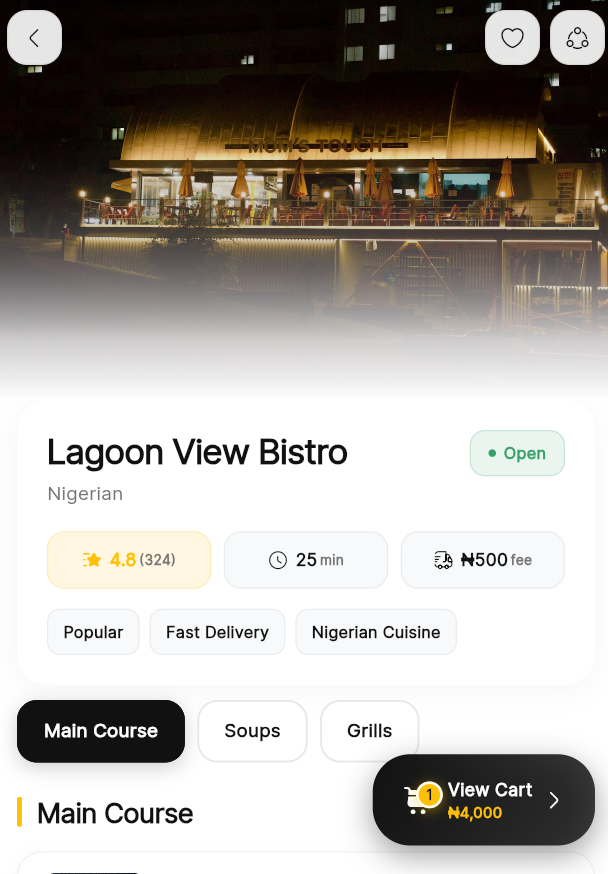 MOM'S TOUCH
Lagoon View Bistro
Open
Nigerian
4.8 (324)
25 min
₦500 fee
Popular
Fast Delivery
Nigerian Cuisine
Main Course
Soups
Grills
1
View Cart
₦4,000
Main Course